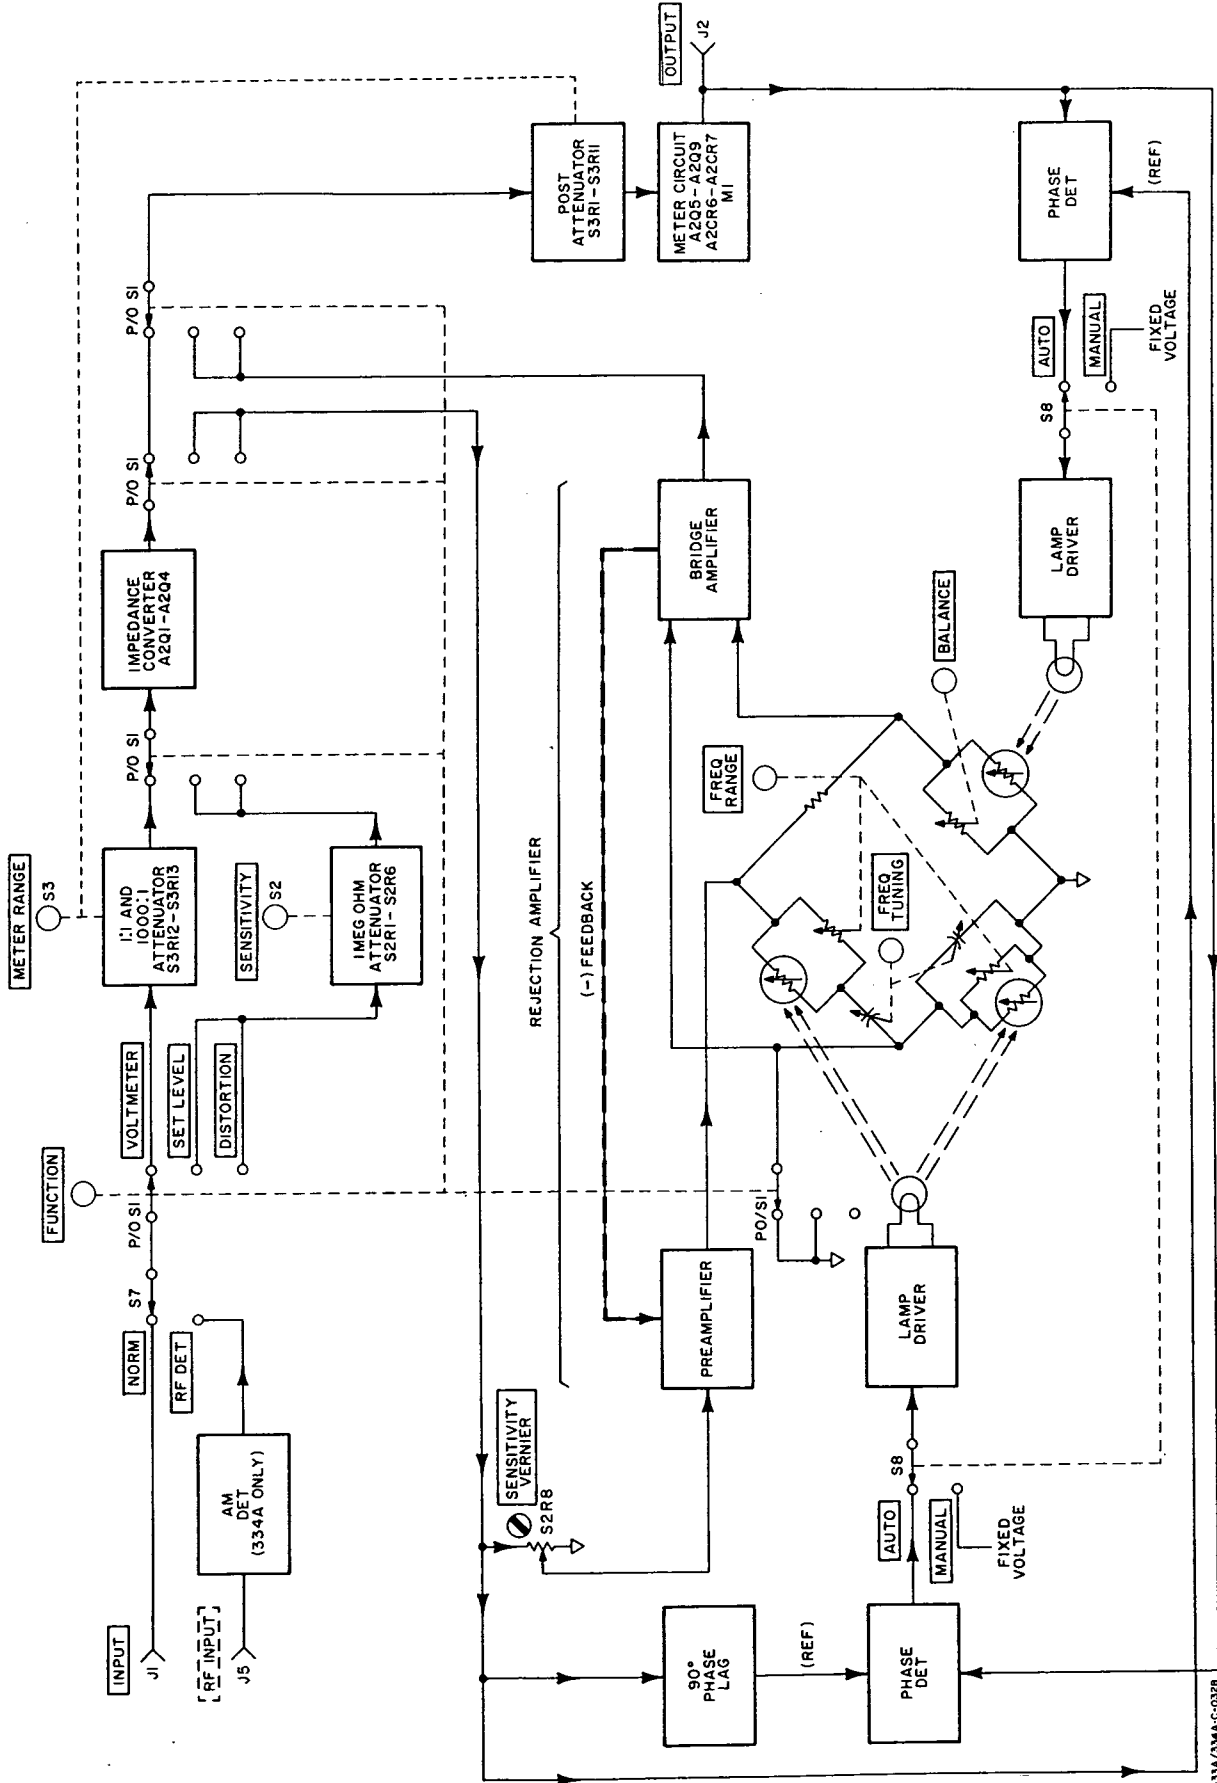 INPUT
J1
NORM
S7
P/O S1
FUNCTION
VOLTMETER
SET LEVEL
DISTORTION
METER RANGE
S3
1:1 AND
1000:1
ATTENUATOR
S3R12-S3R13
SENSITIVITY
S2
1MEG OHM
ATTENUATOR
S2R1-S2R6
P/O S1
IMPEDANCE
CONVERTER
A2Q1-A2Q4
P/O S1
P/O S1
RF INPUT
J5
AM
DET
(334A ONLY)
RF DET
POST
ATTENUATOR
S3R1-S3R11
METER CIRCUIT
A2Q5-A2Q9
A2CR6-A2CR7
M1
OUTPUT
J2
SENSITIVITY
VERNIER
S2R8
REJECTION AMPLIFIER
(-) FEEDBACK
PREAMPLIFIER
BRIDGE
AMPLIFIER
PO/S1
FREQ
RANGE
FREQ
TUNING
BALANCE
90°
PHASE
LAG
(REF)
PHASE
DET
AUTO
S8
MANUAL
FIXED
VOLTAGE
LAMP
DRIVER
LAMP
DRIVER
S8
AUTO
MANUAL
FIXED
VOLTAGE
PHASE
DET
(REF)